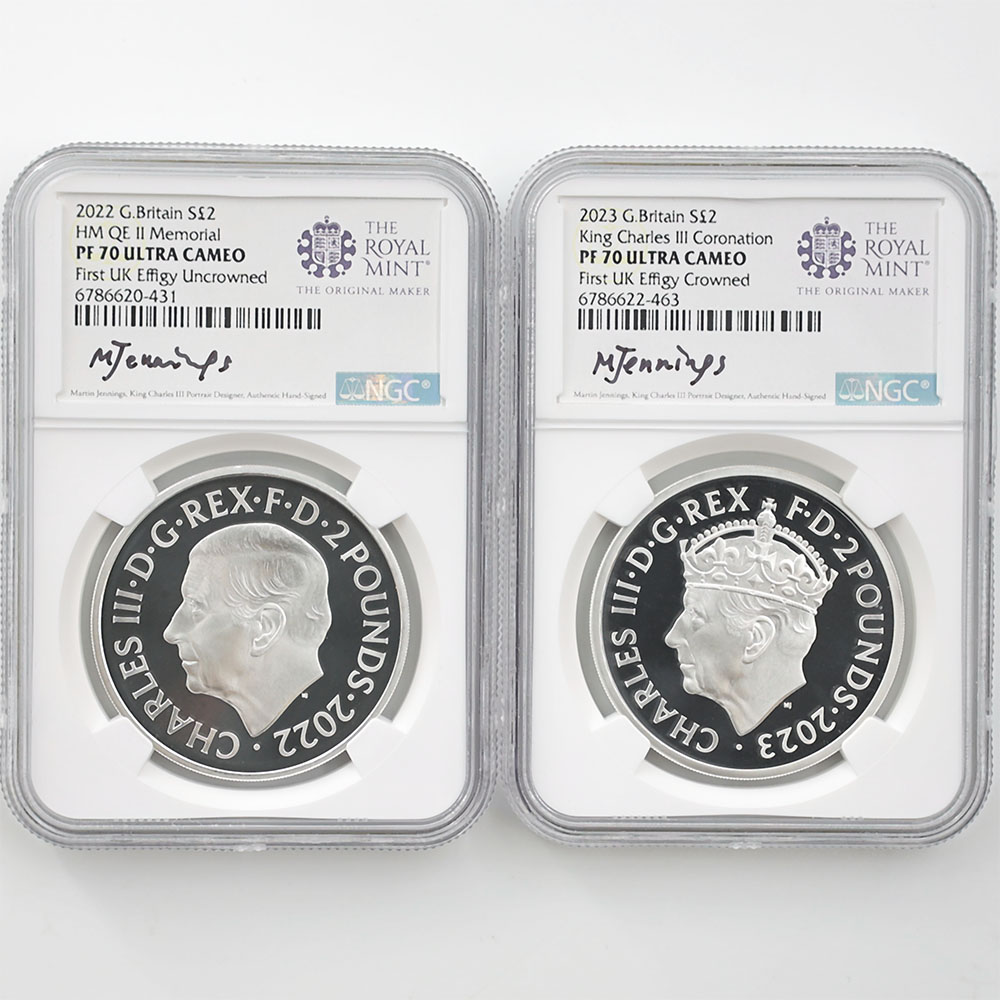 2022 G.Britain S£2
HM QE II Memorial
PF 70 ULTRA CAMEO
First UK Effigy Uncrowned
6786620-431
THE
ROYAL
MINT®
THE ORIGINAL MAKER
MJennings
Martin Jennings, King Charles III Portrait Designer, Authentic Hand-Signed
NGC®
CHARLES III·D·G·REX·F·D·2 POUNDS·2022·
2023 G.Britain S£2
King Charles III Coronation
PF 70 ULTRA CAMEO
First UK Effigy Crowned
6786622-463
THE
ROYAL
MINT®
THE ORIGINAL MAKER
MJennings
Martin Jennings, King Charles III Portrait Designer, Authentic Hand-Signed
NGC®
CHARLES III·D·G·REX F·D·2 POUNDS·2023·